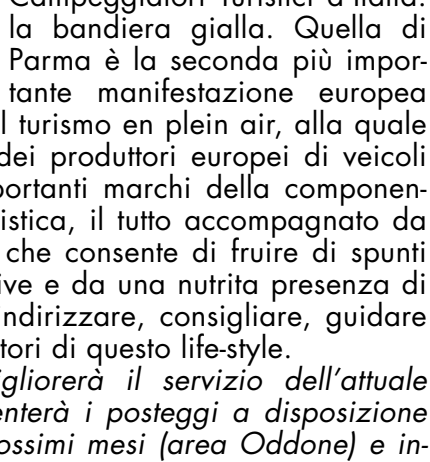 Campeggiatori Turistici d'Italia:
la bandiera gialla. Quella di
Parma è la seconda più impor-
tante manifestazione europea
l turismo en plein air, alla quale
dei produttori europei di veicoli
portanti marchi della componen-
istica, il tutto accompagnato da
che consente di fruire di spunti
ive e da una nutrita presenza di
indirizzare, consigliare, guidare
tori di questo life-style.
igliorerà il servizio dell'attuale
enterà i posteggi a disposizione
ossimi mesi (area Oddone) e in-